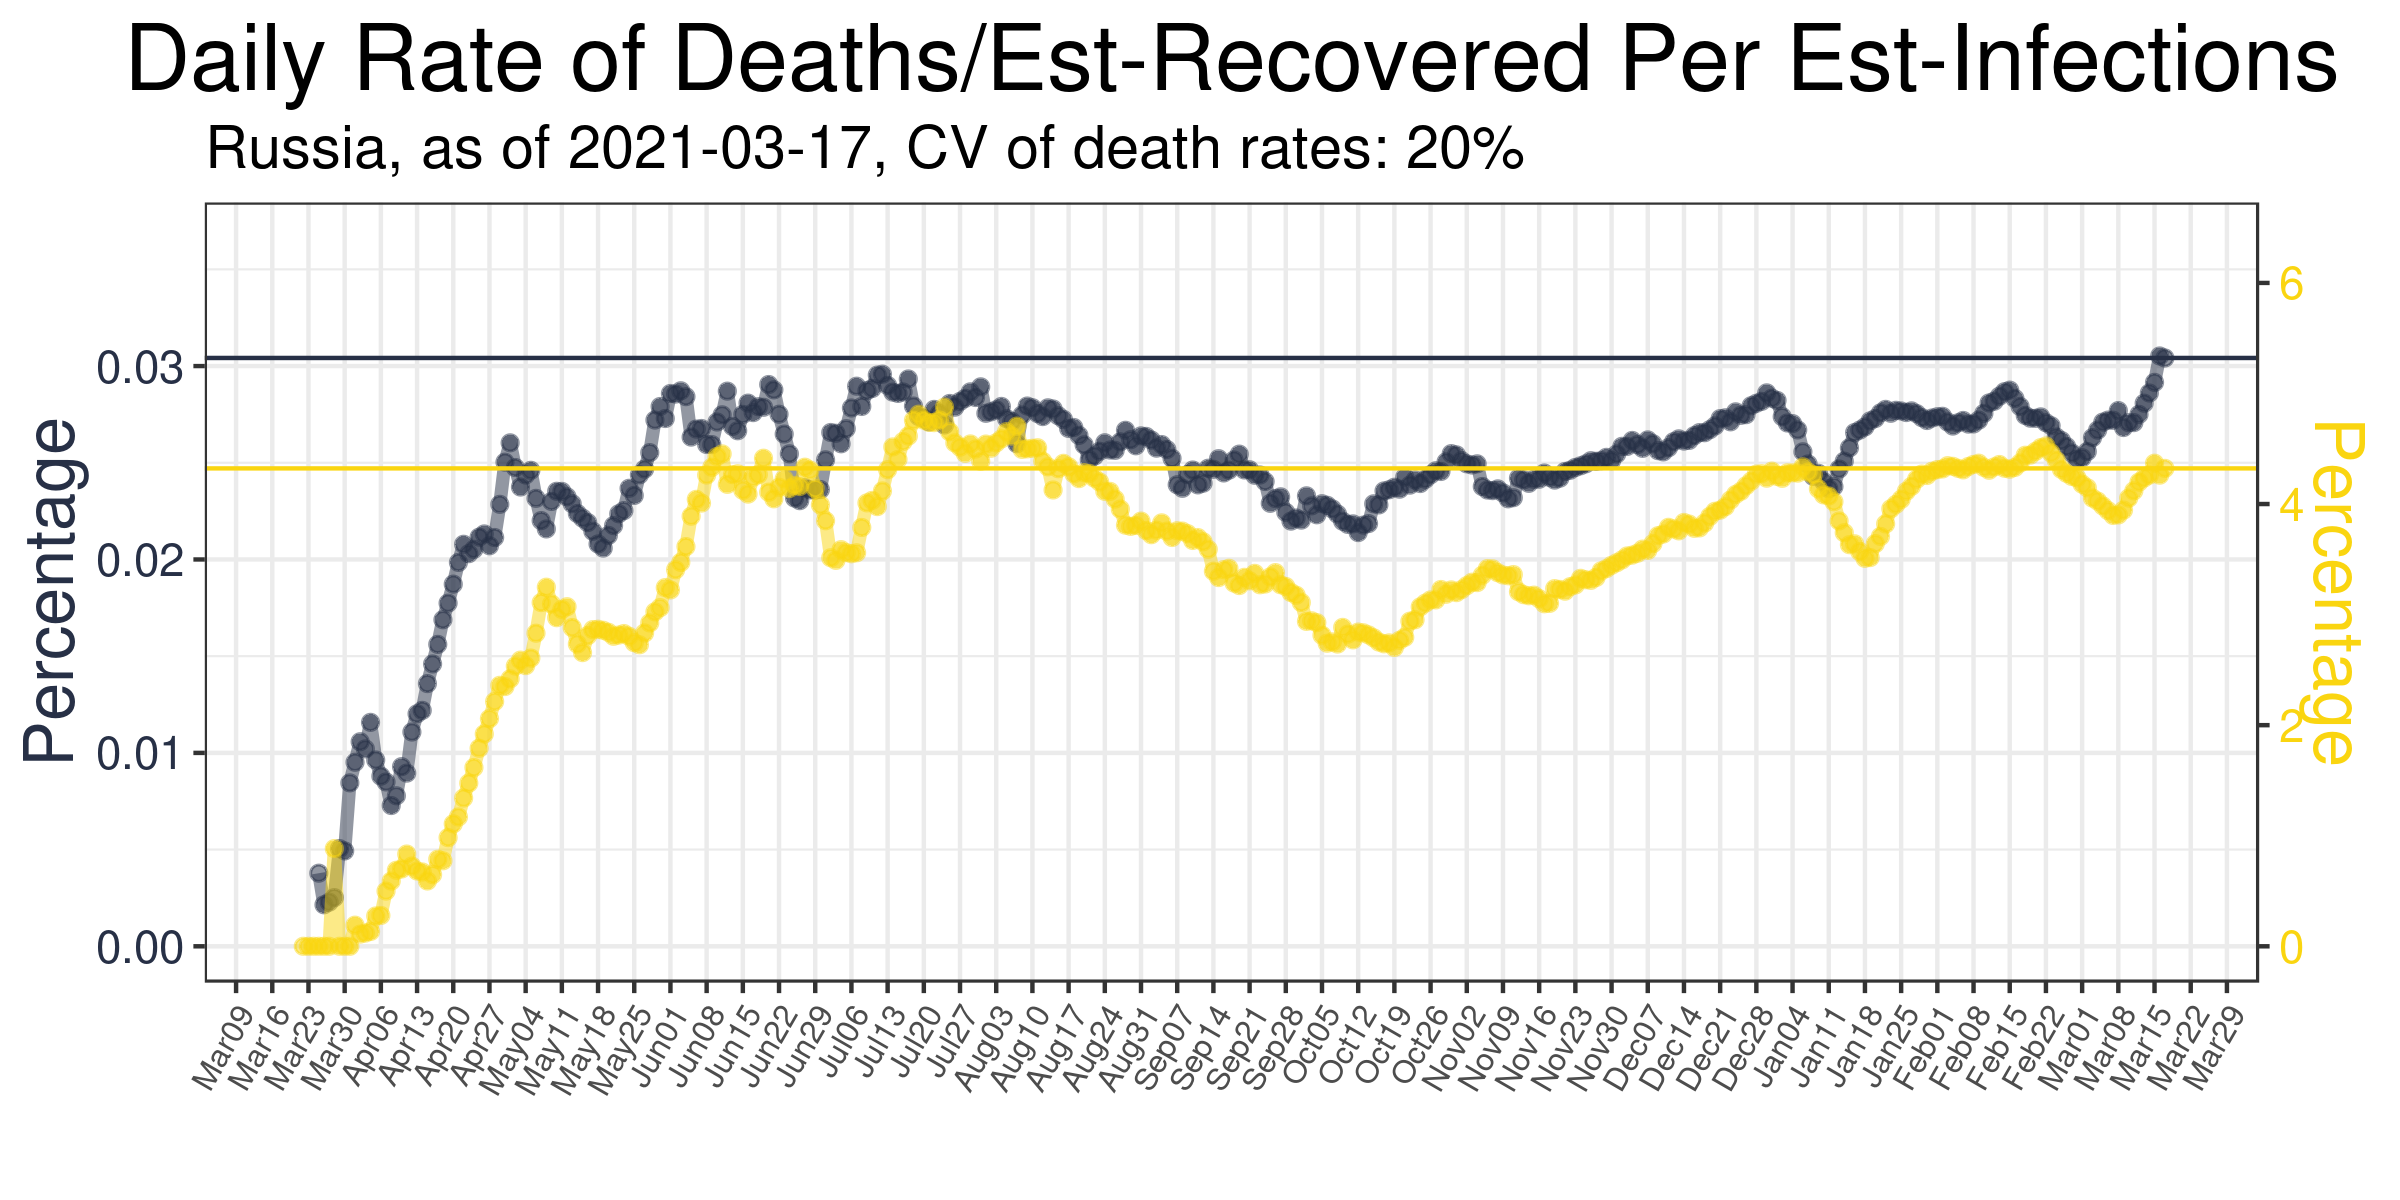 Daily Rate of Deaths/Est-Recovered Per Est-Infections
Russia, as of 2021-03-17, CV of death rates: 20%
Percentage
0.03
0.02
0.01
0.00
6
4
2
0
Percentage
Mar09
Mar16
Mar23
Mar30
Apr06
Apr13
Apr20
Apr27
May04
May11
May18
May25
Jun01
Jun08
Jun15
Jun22
Jun29
Jul06
Jul13
Jul20
Jul27
Aug03
Aug10
Aug17
Aug24
Aug31
Sep07
Sep14
Sep21
Sep28
Oct05
Oct12
Oct19
Oct26
Nov02
Nov09
Nov16
Nov23
Nov30
Dec07
Dec14
Dec21
Dec28
Jan04
Jan11
Jan18
Jan25
Feb01
Feb08
Feb15
Feb22
Mar01
Mar08
Mar15
Mar22
Mar29